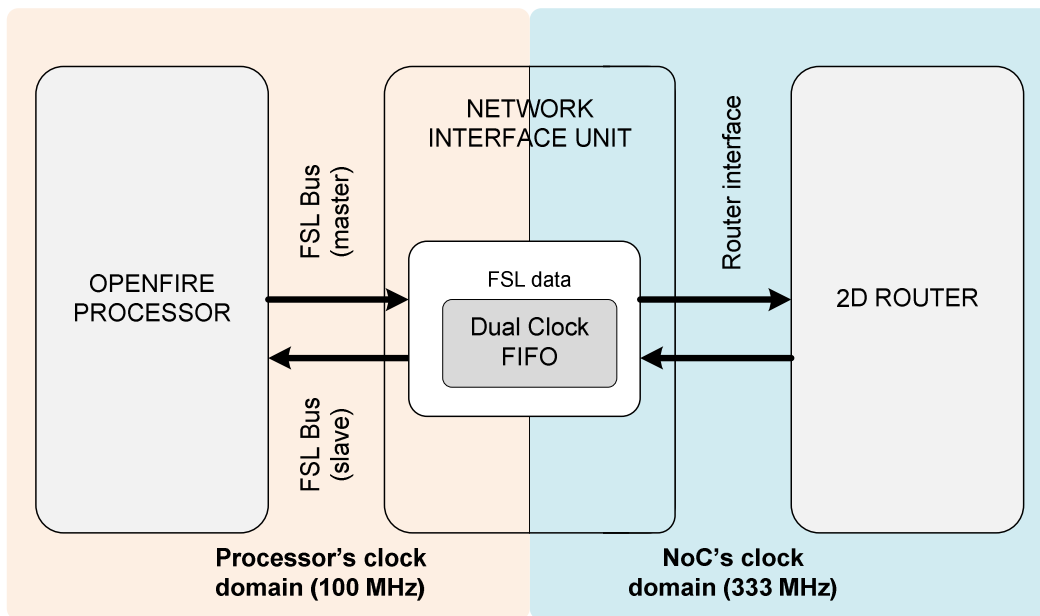 NETWORK
INTERFACE UNIT
FSL Bus
(master)
Router interface
OPENFIRE
PROCESSOR
FSL data
Dual Clock
FIFO
2D ROUTER
FSL Bus
(slave)
Processor's clock
domain (100 MHz)
NoC's clock
domain (333 MHz)